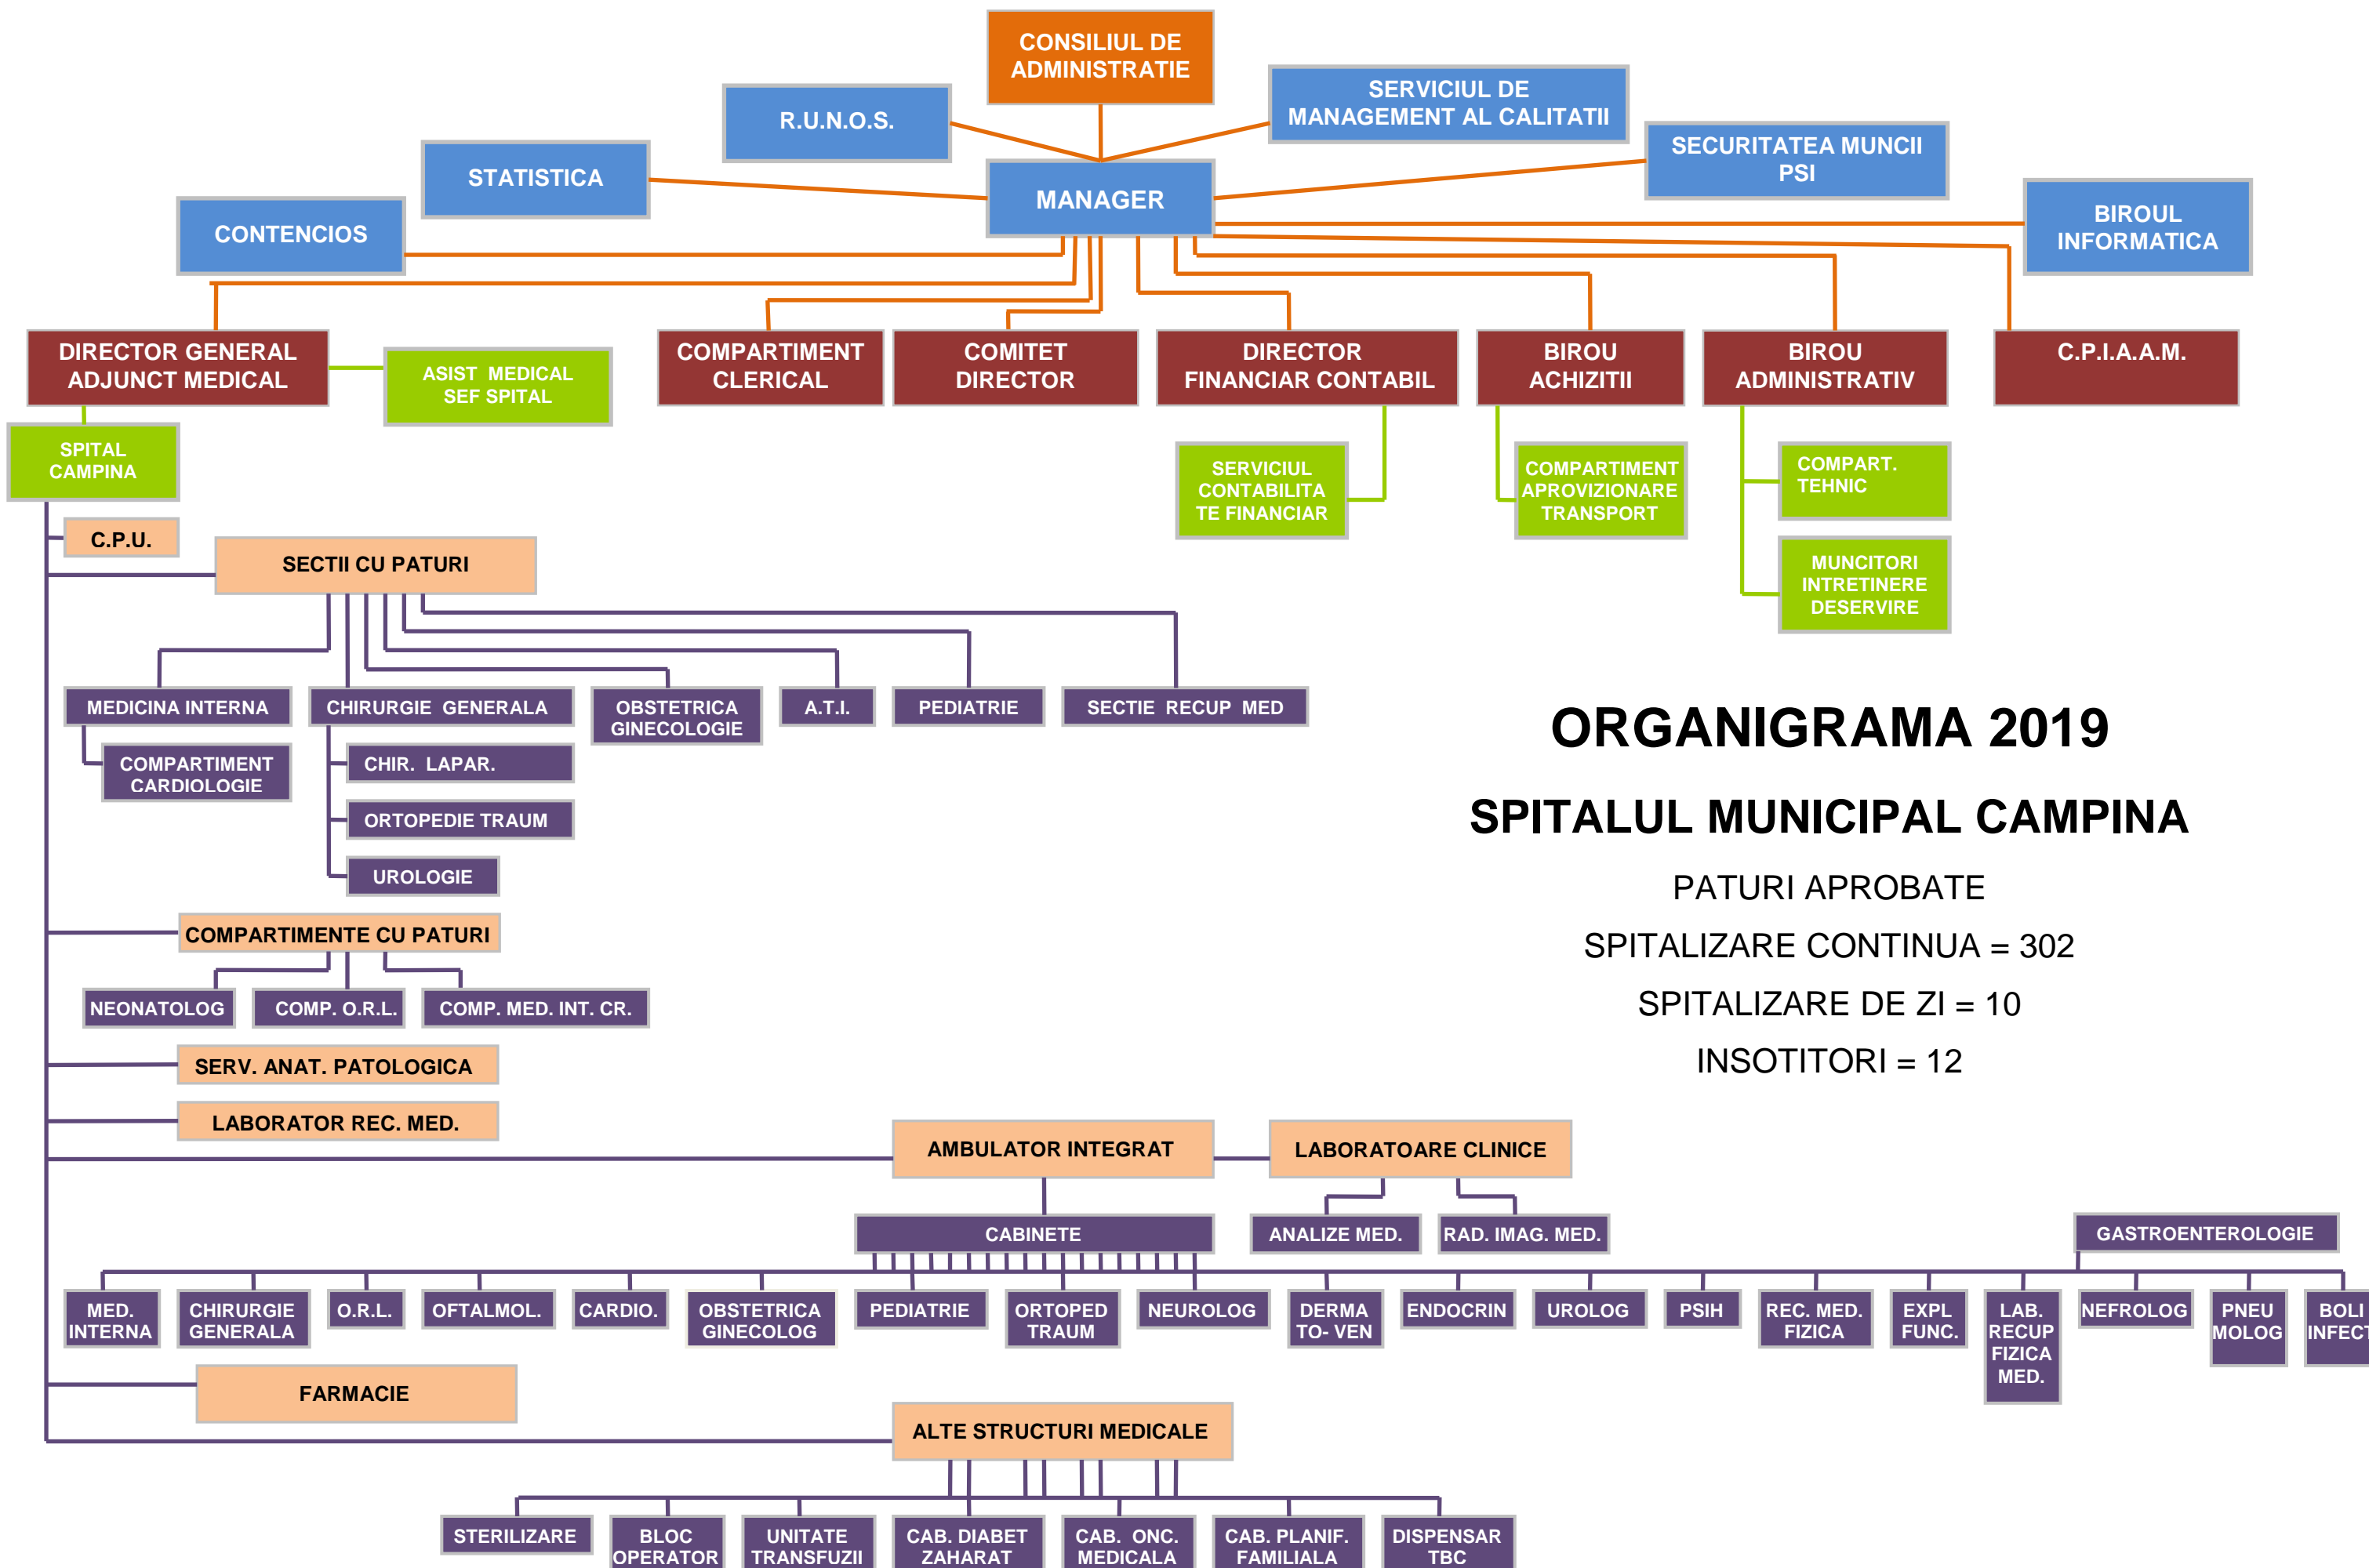 CONSILIUL DE
ADMINISTRATIE
R.U.N.O.S.
SERVICIUL DE
MANAGEMENT AL CALITATII
STATISTICA
MANAGER
SECURITATEA MUNCII
PSI
CONTENCIOS
BIROUL
INFORMATICA
DIRECTOR GENERAL
ADJUNCT MEDICAL
ASIST MEDICAL
SEF SPITAL
COMPARTIMENT
CLERICAL
COMITET
DIRECTOR
DIRECTOR
FINANCIAR CONTABIL
BIROU
ACHIZITII
BIROU
ADMINISTRATIV
C.P.I.A.A.M.
SPITAL
CAMPINA
SERVICIUL
CONTABILITA
TE FINANCIAR
COMPARTIMENT
APROVIZIONARE
TRANSPORT
COMPART.
TEHNIC
MUNCITORI
INTRETINERE
DESERVIRE
C.P.U.
SECTII CU PATURI
MEDICINA INTERNA
CHIRURGIE GENERALA
OBSTETRICA
GINECOLOGIE
A.T.I.
PEDIATRIE
SECTIE RECUP MED
COMPARTIMENT
CARDIOLOGIE
CHIR. LAPAR.
ORTOPEDIE TRAUM
UROLOGIE
ORGANIGRAMA 2019
SPITALUL MUNICIPAL CAMPINA
PATURI APROBATE
SPITALIZARE CONTINUA = 302
SPITALIZARE DE ZI = 10
INSOTITORI = 12
COMPARTIMENTE CU PATURI
NEONATOLOG
COMP. O.R.L.
COMP. MED. INT. CR.
SERV. ANAT. PATOLOGICA
LABORATOR REC. MED.
AMBULATOR INTEGRAT
LABORATOARE CLINICE
CABINETE
ANALIZE MED.
RAD. IMAG. MED.
GASTROENTEROLOGIE
MED.
INTERNA
CHIRURGIE
GENERALA
O.R.L.
OFTALMOL.
CARDIO.
OBSTETRICA
GINECOLOG
PEDIATRIE
ORTOPED
TRAUM
NEUROLOG
DERMA
TO- VEN
ENDOCRIN
UROLOG
PSIH
REC. MED.
FIZICA
EXPL
FUNC.
LAB.
RECUP
FIZICA
MED.
NEFROLOG
PNEU
MOLOG
BOLI
INFECT
FARMACIE
ALTE STRUCTURI MEDICALE
STERILIZARE
BLOC
OPERATOR
UNITATE
TRANSFUZII
CAB. DIABET
ZAHARAT
CAB. ONC.
MEDICALA
CAB. PLANIF.
FAMILIALA
DISPENSAR
TBC